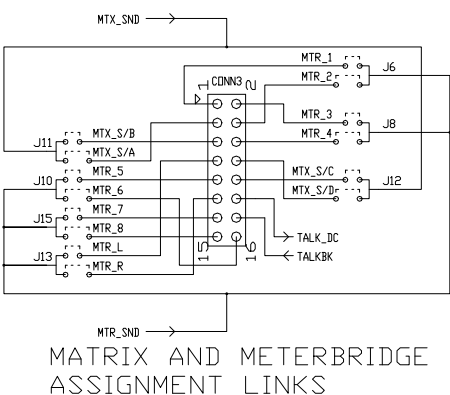 MTX_SND
MTR_1
J6
MTR_2
CONN3
1
2
MTR_3
J8
MTR_4
MTX_S/B
J11
MTX_S/A
MTR_5
MTX_S/C
J10
J12
MTR_6
MTX_S/D
MTR_7
J15
MTR_8
TALK_DC
15
16
MTR_L
TALKBK
J13
MTR_R
MTR_SND
MATRIX AND METERBRIDGE
ASSIGNMENT LINKS